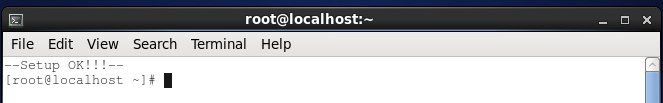 root@localhost:~
File Edit View Search Terminal Help
--Setup OK!!!--
[root@localhost ~]#